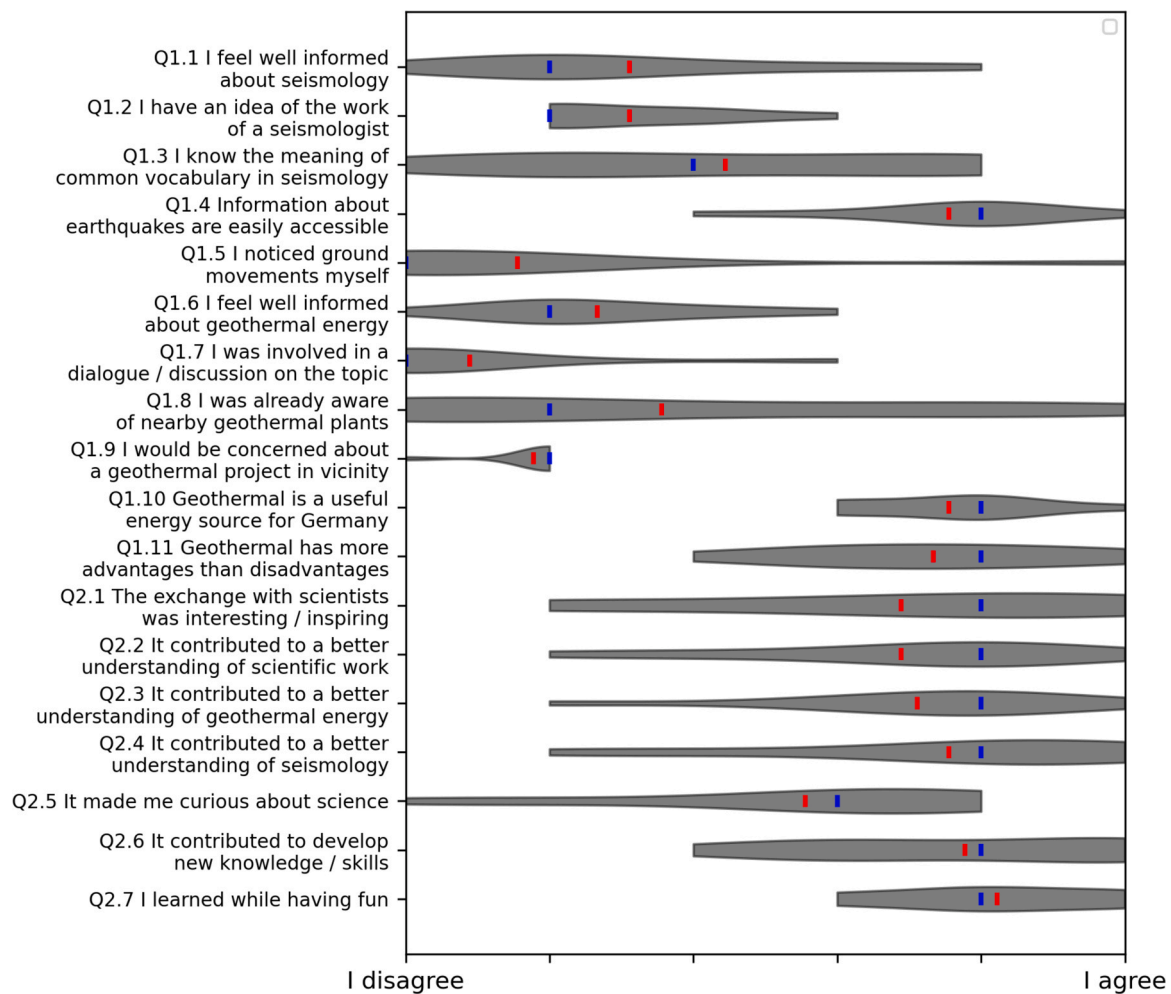 Q1.1 I feel well informed
about seismology
Q1.2 I have an idea of the work
of a seismologist
Q1.3 I know the meaning of
common vocabulary in seismology
Q1.4 Information about
earthquakes are easily accessible
Q1.5 I noticed ground
movements myself
Q1.6 I feel well informed
about geothermal energy
Q1.7 I was involved in a
dialogue / discussion on the topic
Q1.8 I was already aware
of nearby geothermal plants
Q1.9 I would be concerned about
a geothermal project in vicinity
Q1.10 Geothermal is a useful
energy source for Germany
Q1.11 Geothermal has more
advantages than disadvantages
Q2.1 The exchange with scientists
was interesting / inspiring
Q2.2 It contributed to a better
understanding of scientific work
Q2.3 It contributed to a better
understanding of geothermal energy
Q2.4 It contributed to a better
understanding of seismology
Q2.5 It made me curious about science
Q2.6 It contributed to develop
new knowledge / skills
Q2.7 I learned while having fun
I disagree
I agree